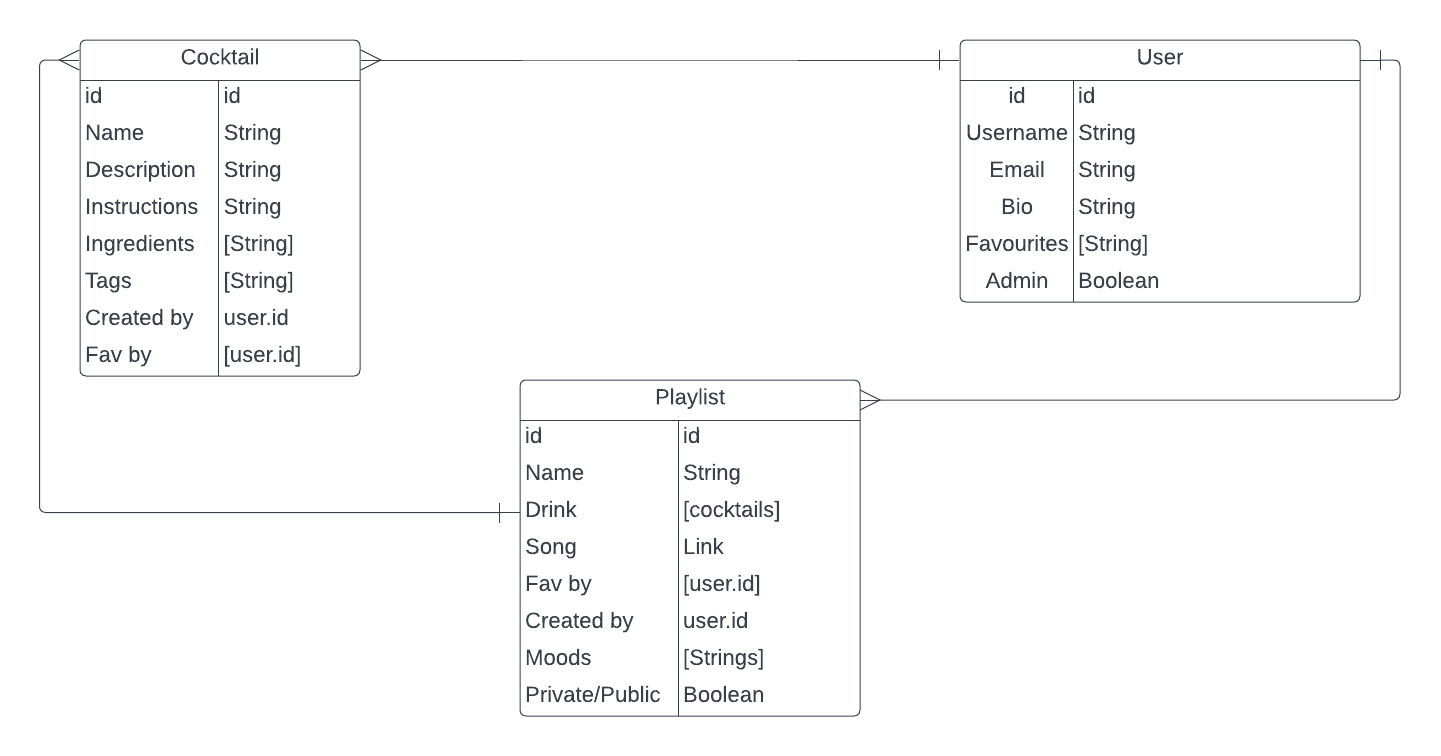 Cocktail
id id
Name String
Description String
Instructions String
Ingredients [String]
Tags [String]
Created by user.id
Fav by [user.id]
User
id id
Username String
Email String
Bio String
Favourites [String]
Admin Boolean
Playlist
id id
Name String
Drink [cocktails]
Song Link
Fav by [user.id]
Created by user.id
Moods [Strings]
Private/Public Boolean